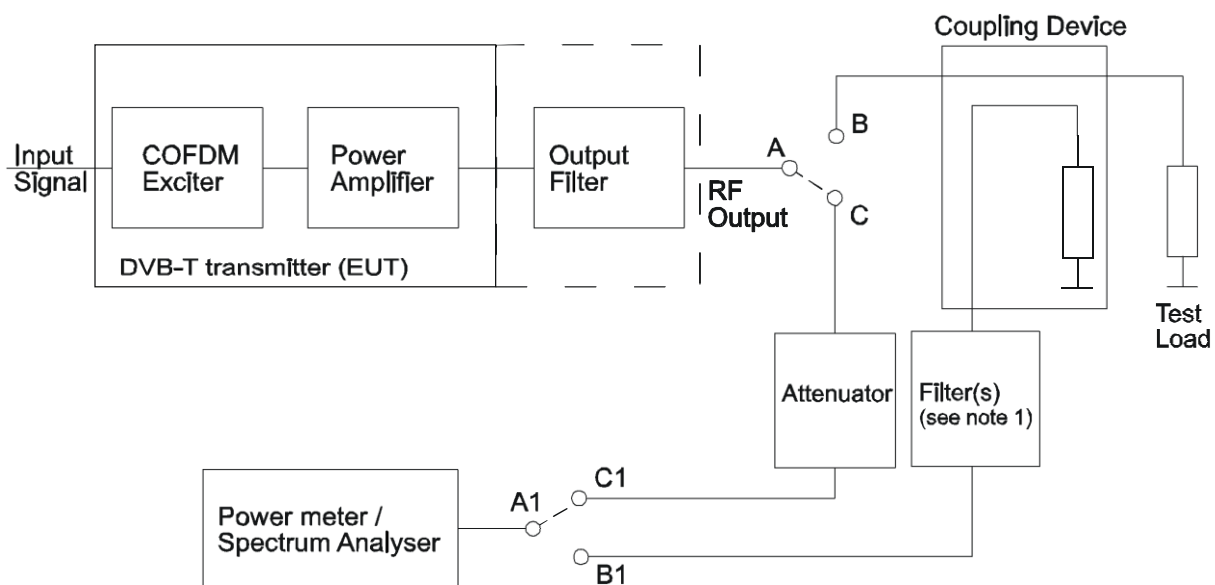 Coupling Device
Input
Signal
COFDM
Exciter
Power
Amplifier
Output
Filter
RF
Output
A
B
C
DVB-T transmitter (EUT)
Test
Load
Attenuator
Filter(s)
(see note 1)
Power meter /
Spectrum Analyser
A1
C1
B1